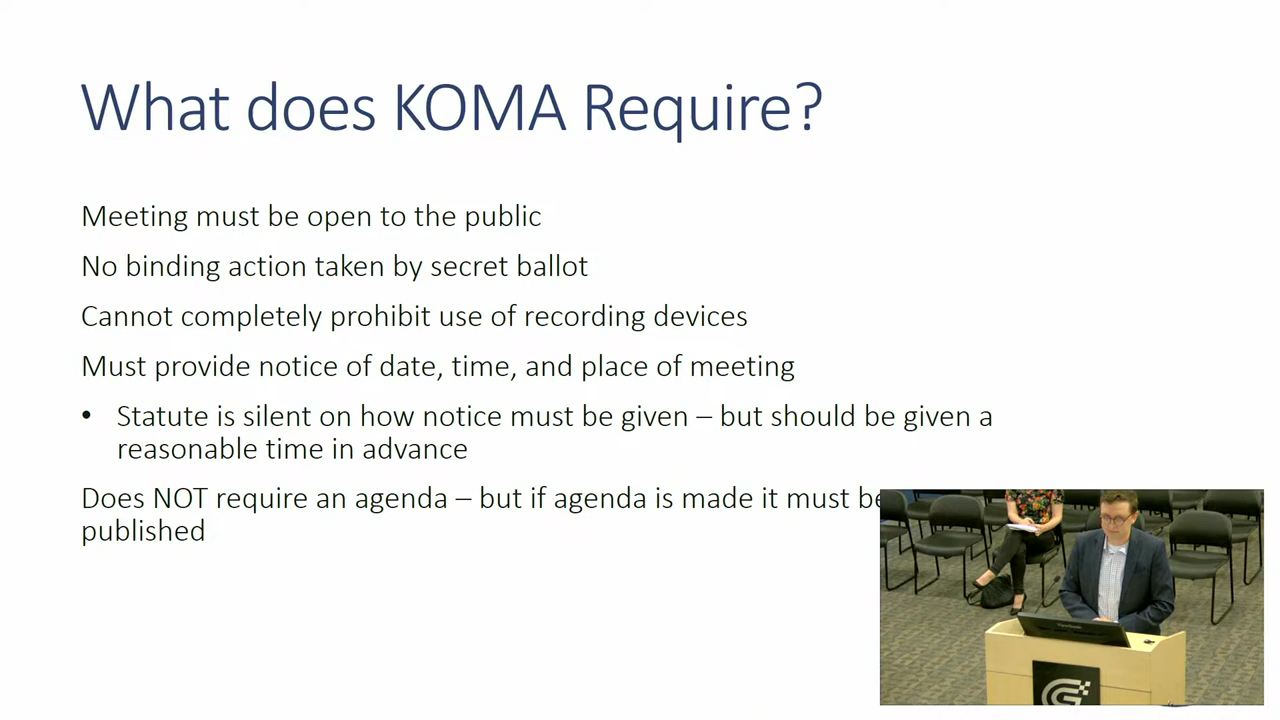 What does KOMA Require?
Meeting must be open to the public
No binding action taken by secret ballot
Cannot completely prohibit use of recording devices
Must provide notice of date, time, and place of meeting
• Statute is silent on how notice must be given – but should be given a
reasonable time in advance
Does NOT require an agenda – but if agenda is made it must be
published